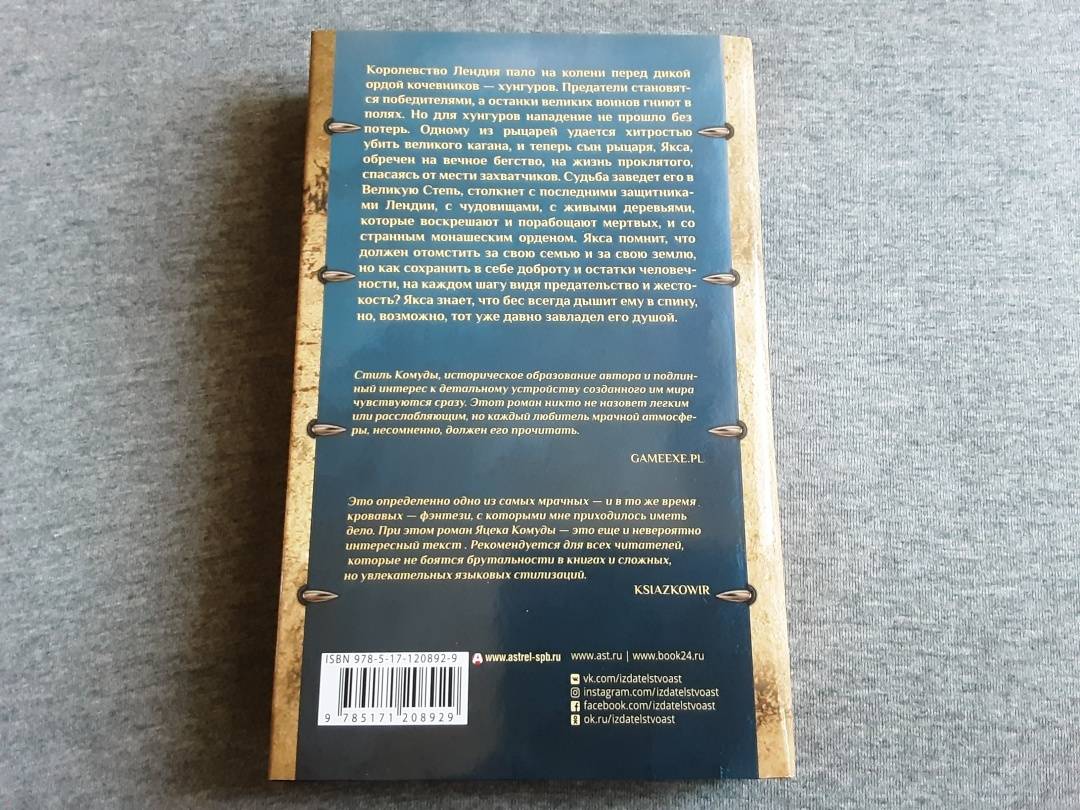 Королевство Лендия пало на колени перед дикой
ордой кочевников — хунгуров. Предатели становят-
ся победителями, а останки великих воинов гниют в
полях. Но для хунгуров нападение не прошло без
потерь. Одному из рыцарей удается хитростью
убить великого кагана, и теперь сын рыцаря, Якса,
обречен на вечное бегство, на жизнь проклятого,
спасаясь от мести захватчиков. Судьба заведет его в
Великую Степь, столкнет с последними защитника-
ми Лендии, с чудовищами, с живыми деревьями,
которые воскрешают и порабощают мертвых, и со
странным монашеским орденом. Якса помнит, что
должен отомстить за свою семью и за свою землю,
но как сохранить в себе доброту и остатки человеч-
ности, на каждом шагу видя предательство и жесто-
кость? Якса знает, что бес всегда дышит ему в спину,
но, возможно, тот уже давно завладел его душой.
Стиль Комуды, историческое образование автора и подлин-
ный интерес к детальному устройству созданного им мира
чувствуются сразу. Этот роман никто не назовет легким
или расслабляющим, но каждый любитель мрачной атмосфе-
ры, несомненно, должен его прочитать.
GAMEEXE.PL
Это определенно одно из самых мрачных — и в то же время
кровавых — фэнтези, с которыми мне приходилось иметь
дело. При этом роман Яцека Комуды — это еще и невероятно
интересный текст. Рекомендуется для всех читателей,
которые не боятся брутальности в книгах и сложных,
но увлекательных языковых стилизаций.
KSIAZKOWIR
ISBN 978-5-17-120892-9
9 785171 208929
www.astrel-spb.ru
www.ast.ru | www.book24.ru
vk.com/izdatelstvoast
instagram.com/izdatelstvoast
facebook.com/izdatelstvoast
ok.ru/izdatelstvoast